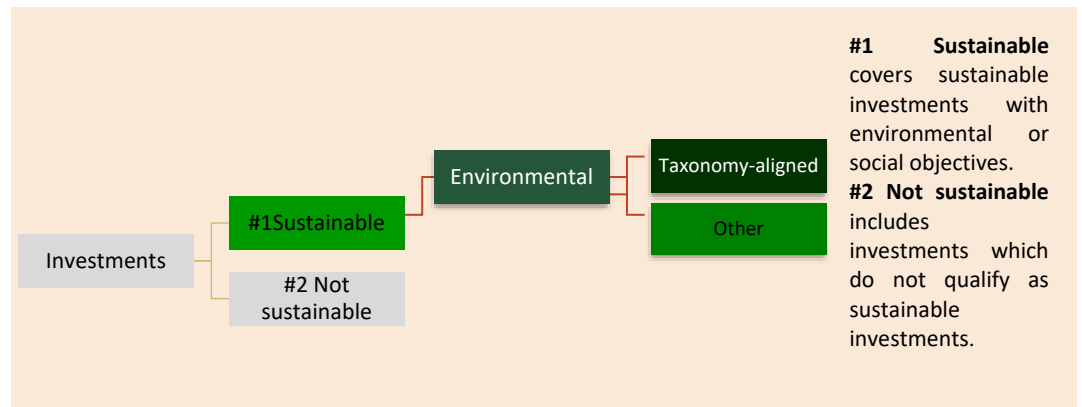 Investments
#1Sustainable
#2 Not
sustainable
Environmental
Taxonomy-aligned
Other
#1 Sustainable
covers sustainable
investments with
environmental or
social objectives.
#2 Not sustainable
includes
investments which
do not qualify as
sustainable
investments.